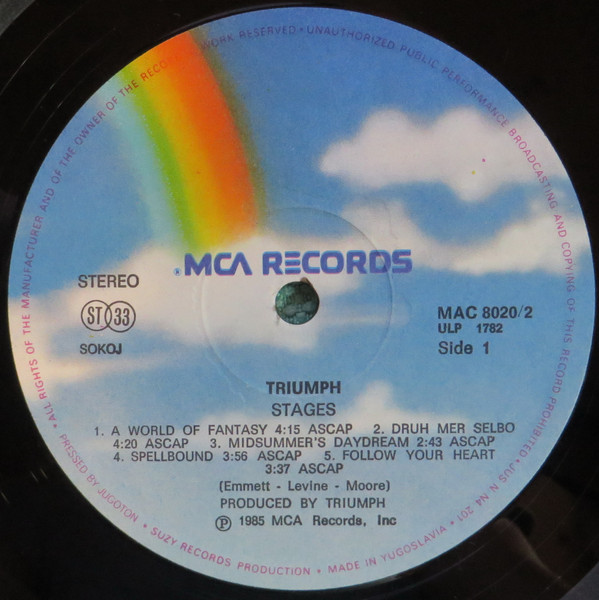 • ALL RIGHTS OF THE MANUFACTURER AND OF THE OWNER OF THE RECORDED WORK RESERVED • UNAUTHORIZED PUBLIC PERFORMANCE BROADCASTING AND COPYING OF THIS RECORD PROHIBITED • JUS N N4 201
MCA RECORDS
STEREO
ST 33
SOKOJ
MAC 8020/2
ULP 1782
Side 1
TRIUMPH
STAGES
1. A WORLD OF FANTASY 4:15 ASCAP 2. DRUH MER SELBO
4:20 ASCAP 3. MIDSUMMER'S DAYDREAM 2:43 ASCAP
4. SPELLBOUND 3:56 ASCAP 5. FOLLOW YOUR HEART
3:37 ASCAP
(Emmett - Levine - Moore)
PRODUCED BY TRIUMPH
℗ 1985 MCA Records, Inc
• PRESSED BY JUGOTON • SUZY RECORDS PRODUCTION • MADE IN YUGOSLAVIA •